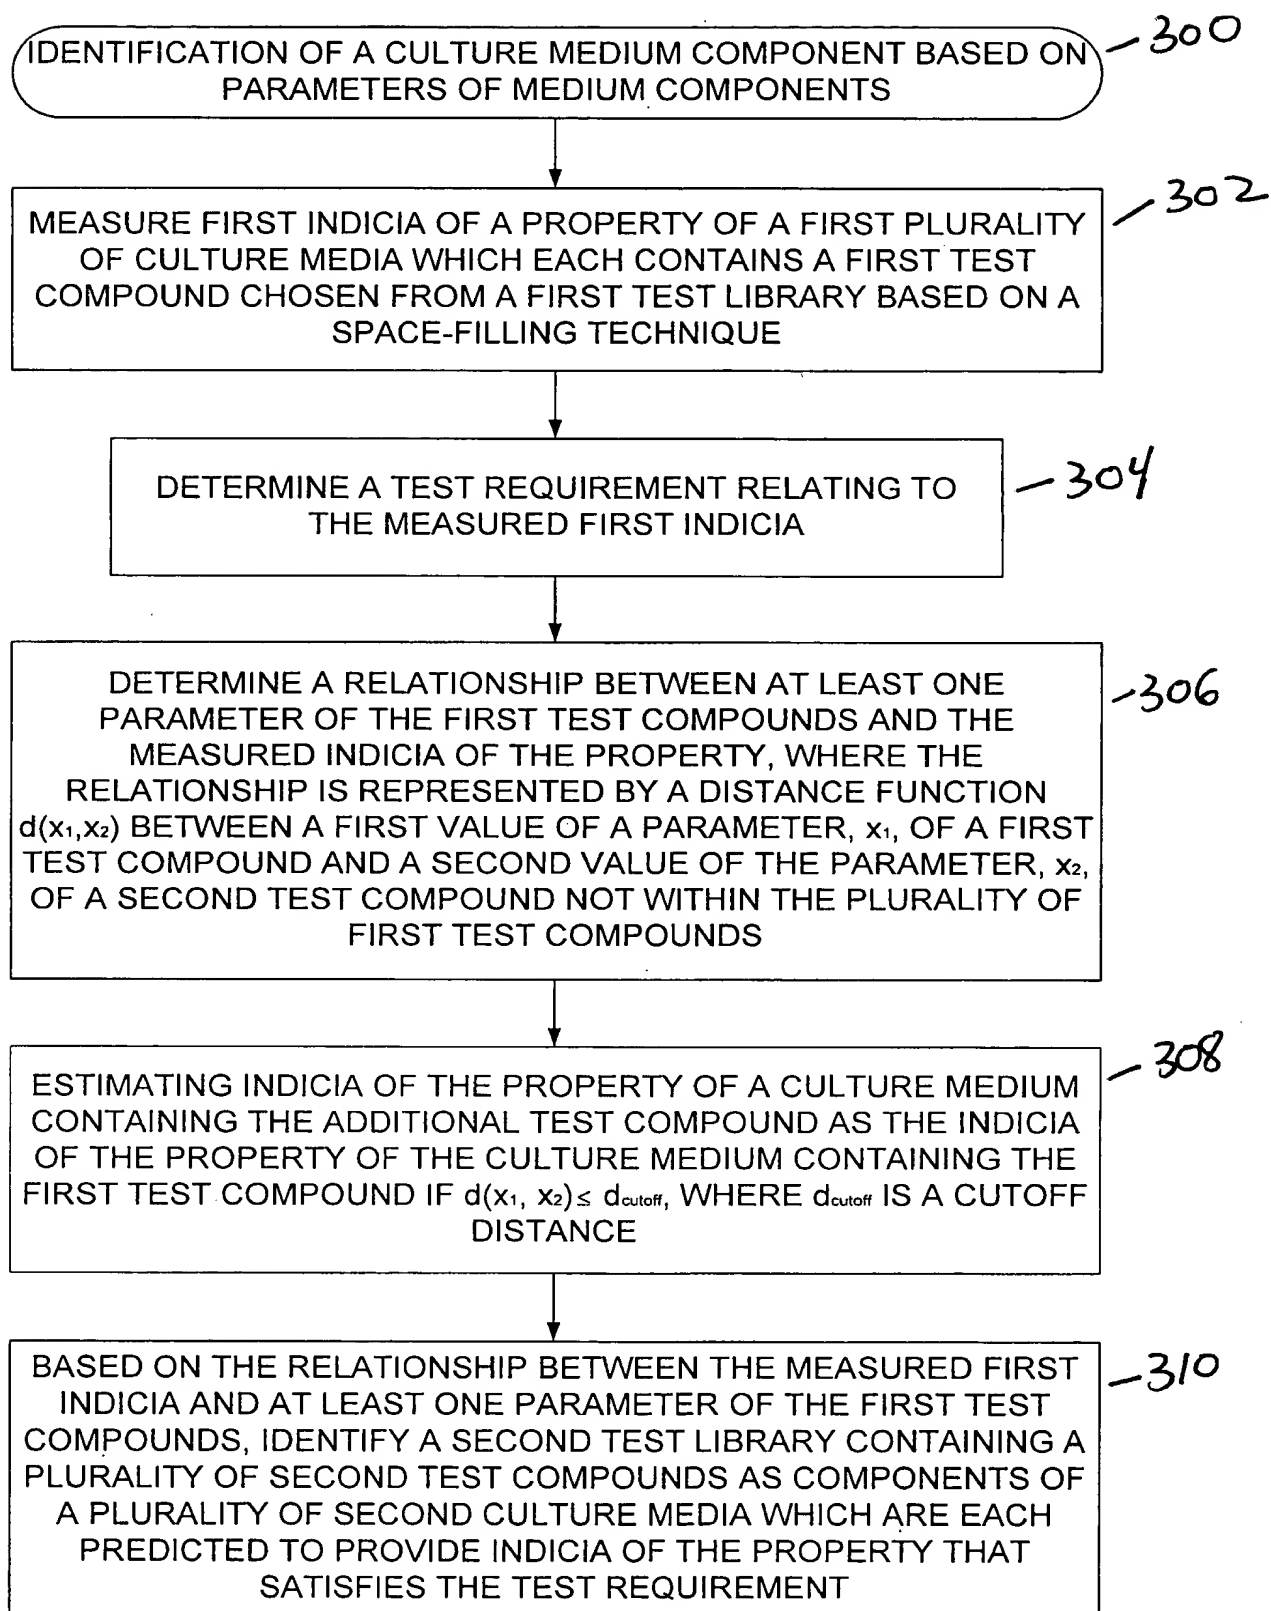 IDENTIFICATION OF A CULTURE MEDIUM COMPONENT BASED ON
PARAMETERS OF MEDIUM COMPONENTS
300
MEASURE FIRST INDICIA OF A PROPERTY OF A FIRST PLURALITY
OF CULTURE MEDIA WHICH EACH CONTAINS A FIRST TEST
COMPOUND CHOSEN FROM A FIRST TEST LIBRARY BASED ON A
SPACE-FILLING TECHNIQUE
302
DETERMINE A TEST REQUIREMENT RELATING TO
THE MEASURED FIRST INDICIA
304
DETERMINE A RELATIONSHIP BETWEEN AT LEAST ONE
PARAMETER OF THE FIRST TEST COMPOUNDS AND THE
MEASURED INDICIA OF THE PROPERTY, WHERE THE
RELATIONSHIP IS REPRESENTED BY A DISTANCE FUNCTION
d(x₁,x₂) BETWEEN A FIRST VALUE OF A PARAMETER, x₁, OF A FIRST
TEST COMPOUND AND A SECOND VALUE OF THE PARAMETER, x₂,
OF A SECOND TEST COMPOUND NOT WITHIN THE PLURALITY OF
FIRST TEST COMPOUNDS
306
ESTIMATING INDICIA OF THE PROPERTY OF A CULTURE MEDIUM
CONTAINING THE ADDITIONAL TEST COMPOUND AS THE INDICIA
OF THE PROPERTY OF THE CULTURE MEDIUM CONTAINING THE
FIRST TEST COMPOUND IF d(x₁, x₂) ≤ dcutoff, WHERE dcutoff IS A CUTOFF
DISTANCE
308
BASED ON THE RELATIONSHIP BETWEEN THE MEASURED FIRST
INDICIA AND AT LEAST ONE PARAMETER OF THE FIRST TEST
COMPOUNDS, IDENTIFY A SECOND TEST LIBRARY CONTAINING A
PLURALITY OF SECOND TEST COMPOUNDS AS COMPONENTS OF
A PLURALITY OF SECOND CULTURE MEDIA WHICH ARE EACH
PREDICTED TO PROVIDE INDICIA OF THE PROPERTY THAT
SATISFIES THE TEST REQUIREMENT
310